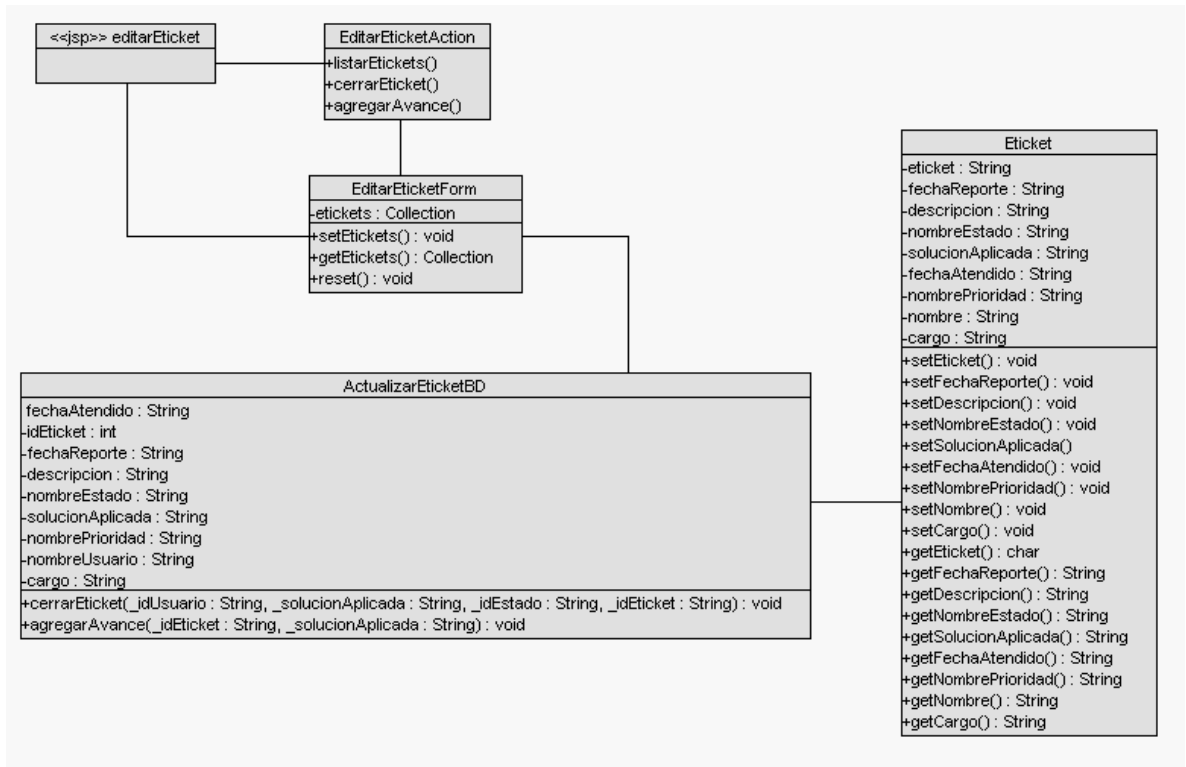 <<jsp>> editarEticket
EditarEticketAction
+listarEtickets()
+cerrarEticket()
+agregarAvance()
EditarEticketForm
-etickets : Collection
+setEtickets() : void
+getEtickets() : Collection
+reset() : void
ActualizarEticketBD
fechaAtendido : String
-idEticket : int
-fechaReporte : String
-descripcion : String
-nombreEstado : String
-solucionAplicada : String
-nombrePrioridad : String
-nombreUsuario : String
-cargo : String
+cerrarEticket(_idUsuario : String, _solucionAplicada : String, _idEstado : String, _idEticket : String) : void
+agregarAvance(_idEticket : String, _solucionAplicada : String) : void
Eticket
-eticket : String
-fechaReporte : String
-descripcion : String
-nombreEstado : String
-solucionAplicada : String
-fechaAtendido : String
-nombrePrioridad : String
-nombre : String
-cargo : String
+setEticket() : void
+setFechaReporte() : void
+setDescripcion() : void
+setNombreEstado() : void
+setSolucionAplicada()
+setFechaAtendido() : void
+setNombrePrioridad() : void
+setNombre() : void
+setCargo() : void
+getEticket() : char
+getFechaReporte() : String
+getDescripcion() : String
+getNombreEstado() : String
+getSolucionAplicada() : String
+getFechaAtendido() : String
+getNombrePrioridad() : String
+getNombre() : String
+getCargo() : String